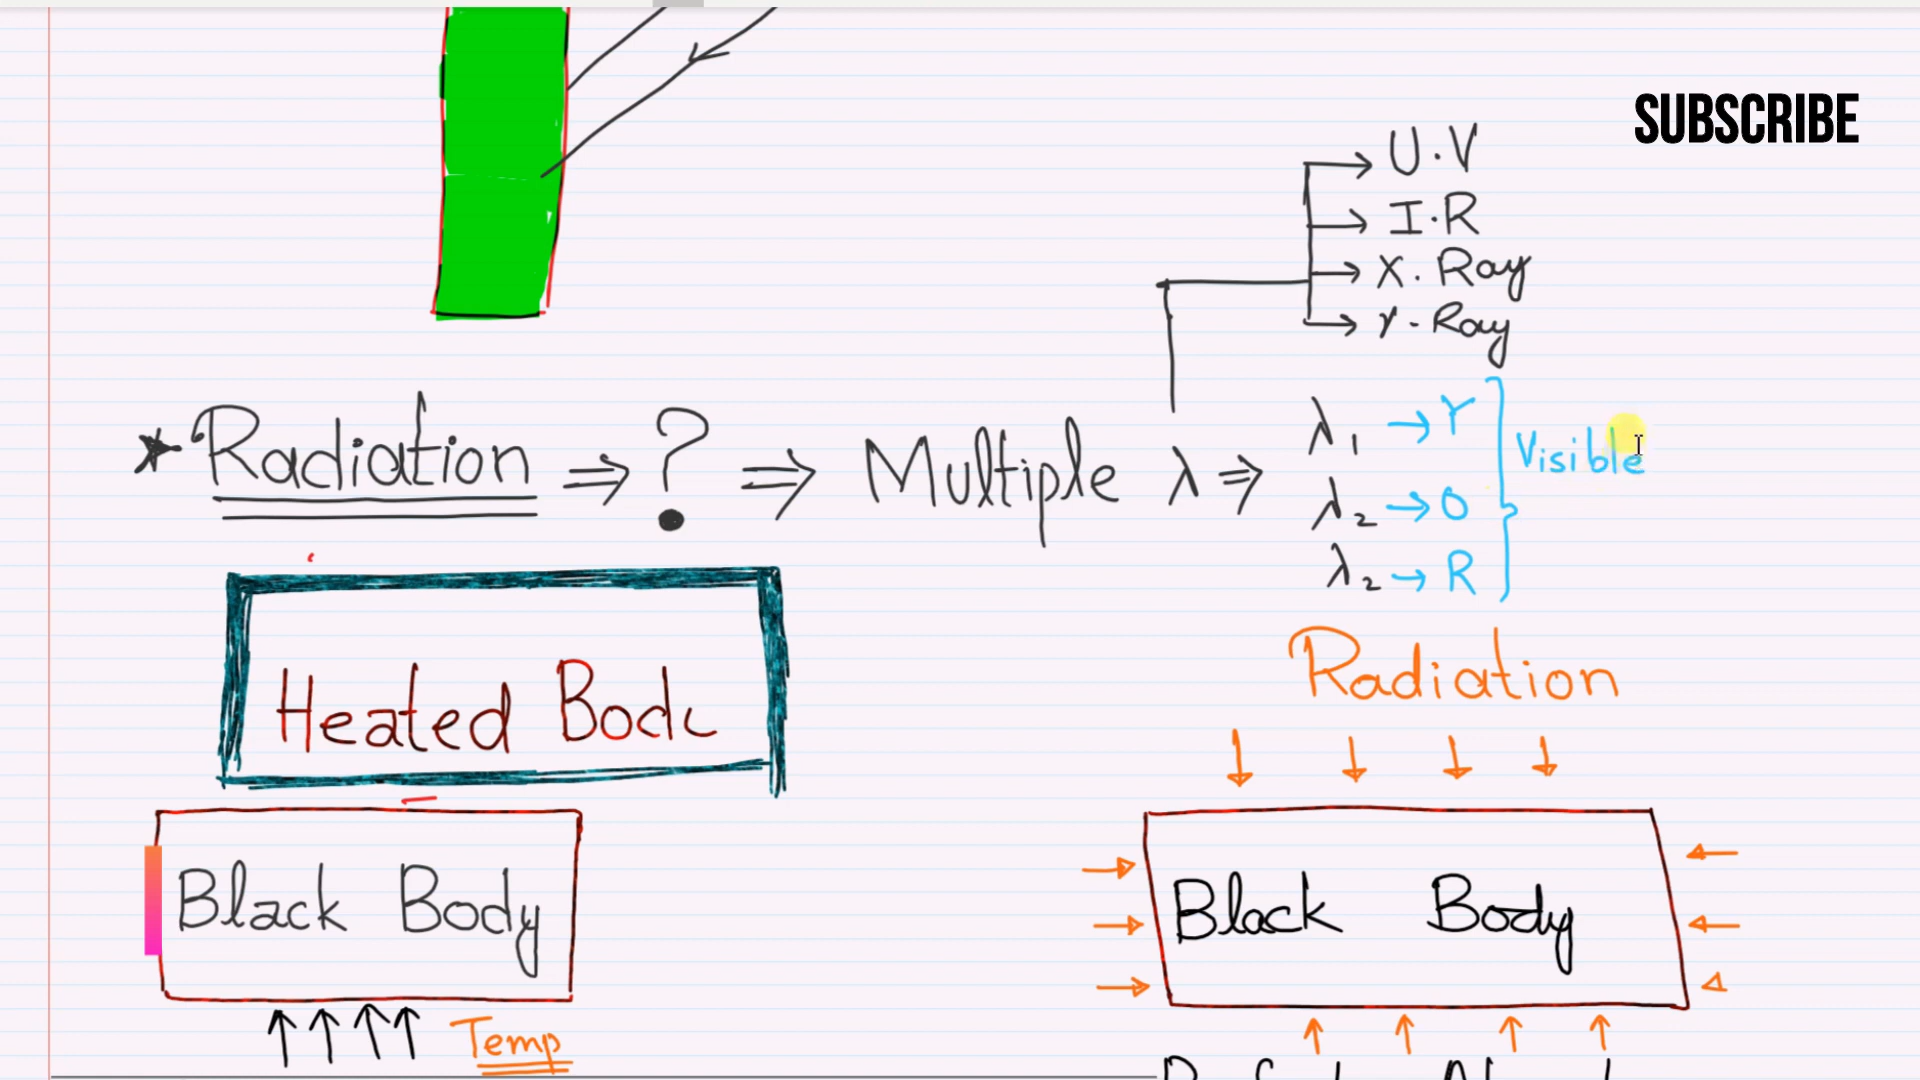 SUBSCRIBE
U.V
I.R
X. Ray
γ - Ray
Radiation ⇒ ? ⇒ Multiple λ ⇒
λ1 → Y
λ2 → O
λ2 → R
Visible
Heated Bod
Radiation
Black Body
Black Body
Temp